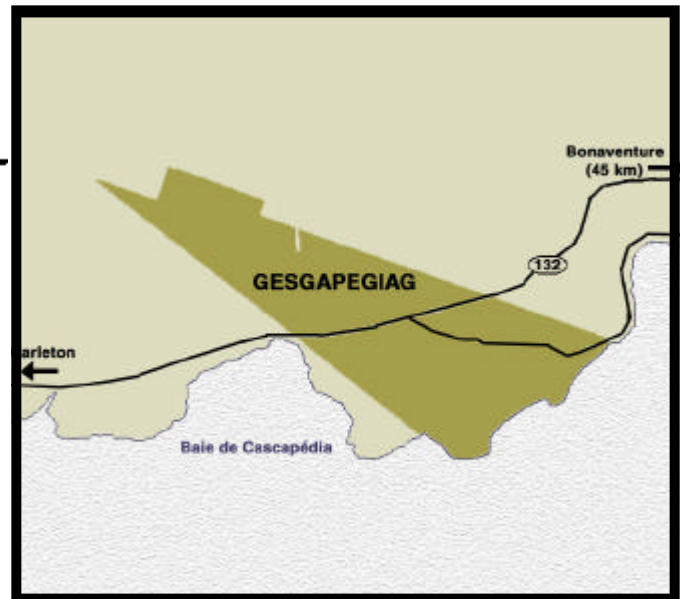 Bonaventure
(45 km)
132
GESGAPEGIAG
arleton
Baie de Cascapédia